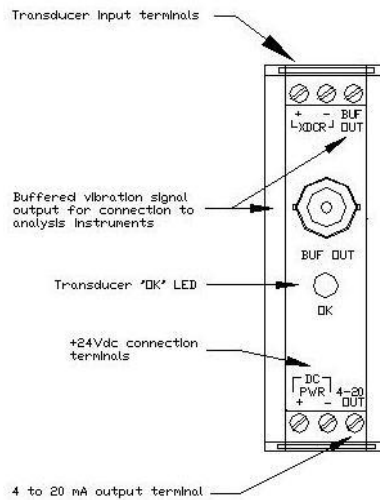 Transducer Input terminals
+ - BUF
XDCR OUT
Buffered vibration signal
output for connection to
analysis instruments
BUF OUT
Transducer "OK" LED
OK
+24Vdc connection
terminals
DC
PWR 4-20
+ - OUT
4 to 20 mA output terminal